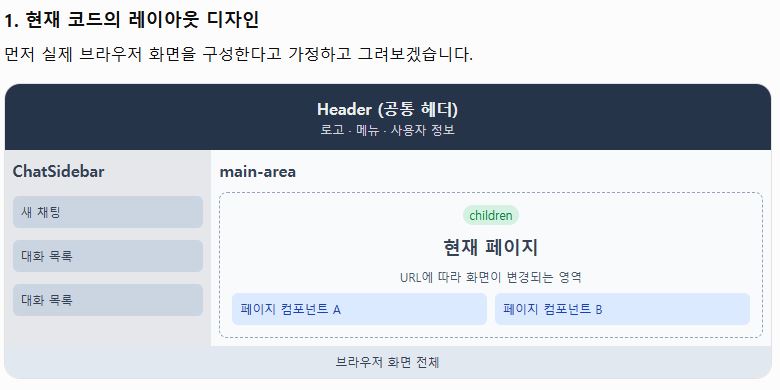 1. 현재 코드의 레이아웃 디자인
먼저 실제 브라우저 화면을 구성한다고 가정하고 그려보겠습니다.
Header (공통 헤더)
로고 · 메뉴 · 사용자 정보
ChatSidebar
새 채팅
대화 목록
대화 목록
main-area
children
현재 페이지
URL에 따라 화면이 변경되는 영역
페이지 컴포넌트 A
페이지 컴포넌트 B
브라우저 화면 전체